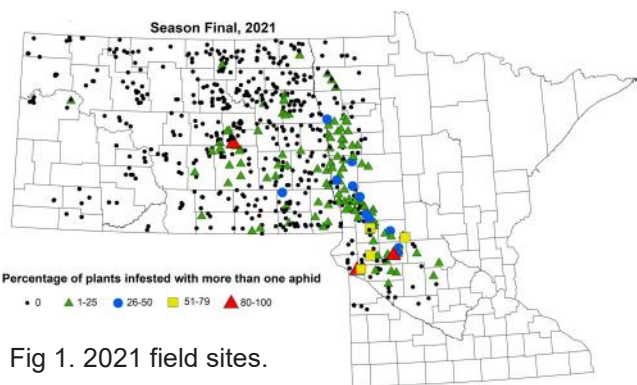 Season Final, 2021
Percentage of plants infested with more than one aphid
0 1-25 26-50 51-79 80-100
Fig 1. 2021 field sites.